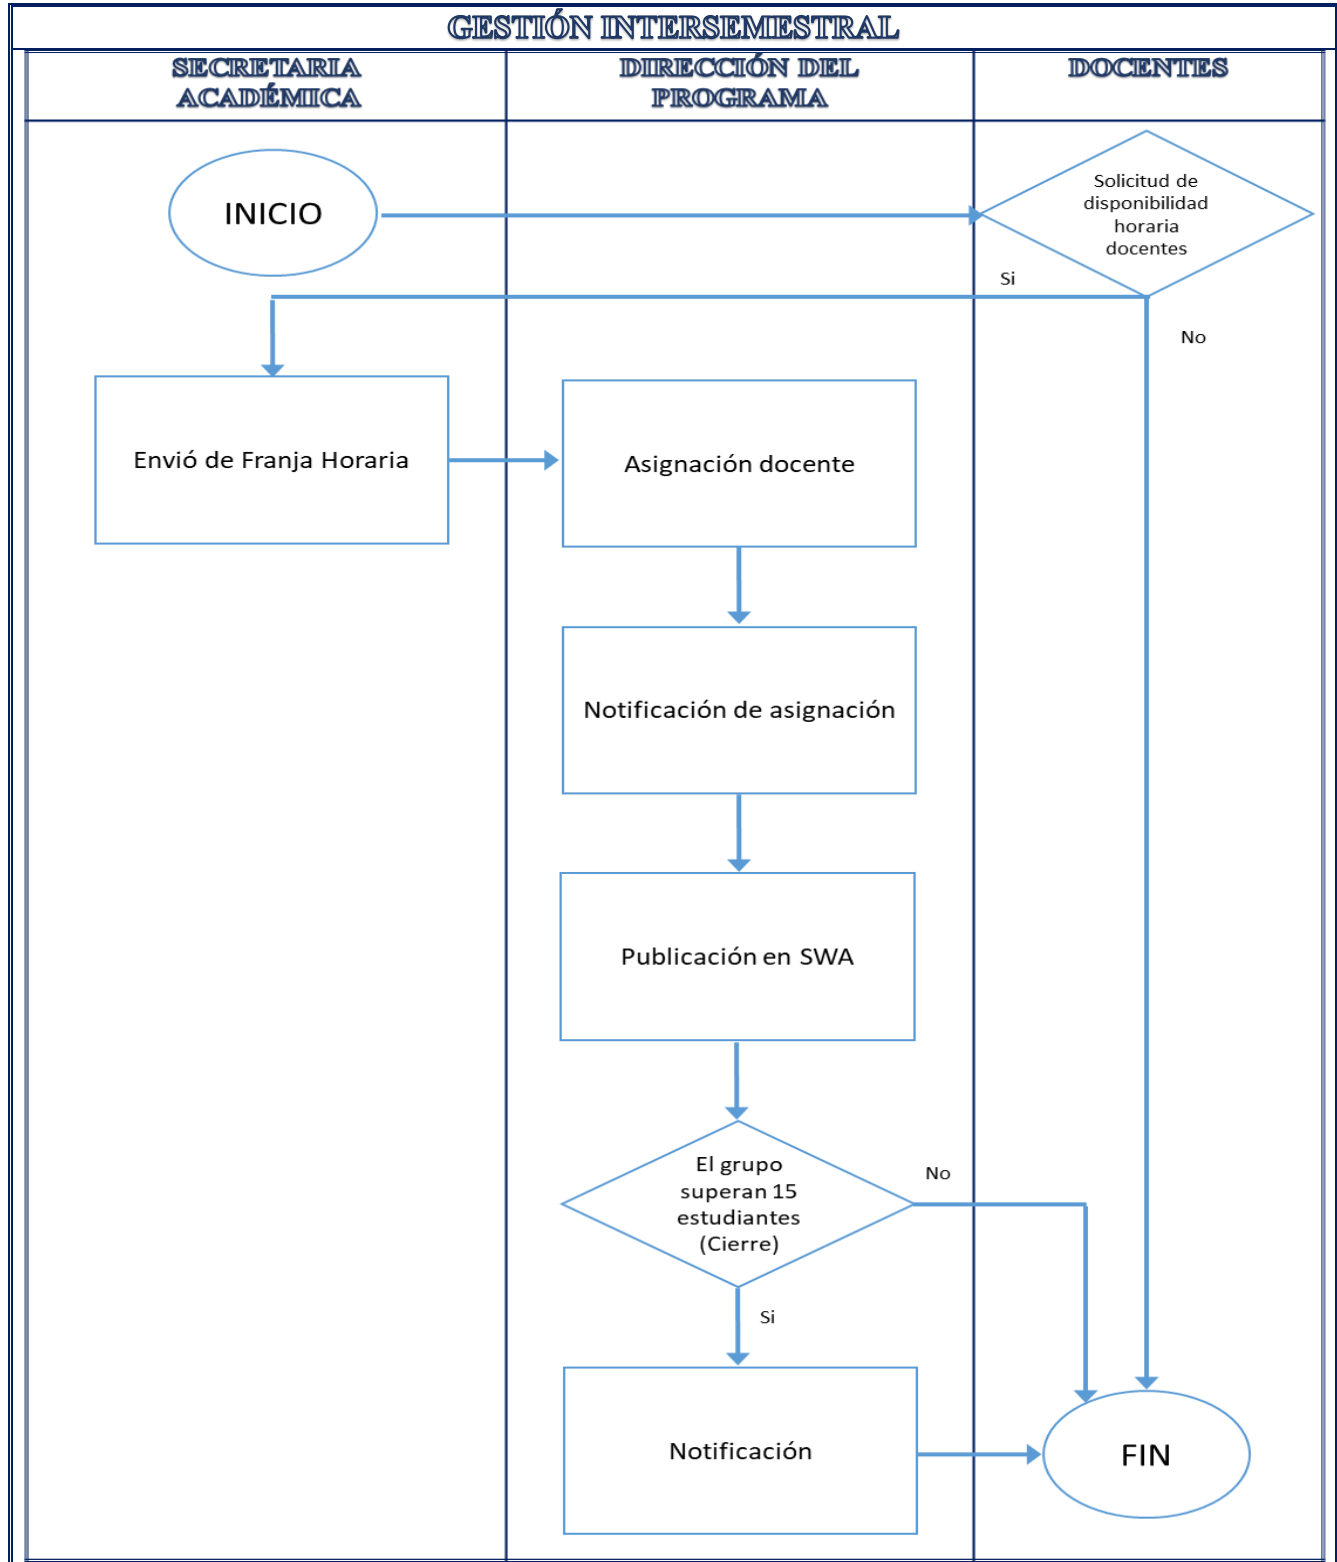 GESTIÓN INTERSEMESTRAL
SECRETARIA
ACADÉMICA
DIRECCIÓN DEL
PROGRAMA
DOCENTES
INICIO
Solicitud de
disponibilidad
horaria
docentes
Si
No
Envió de Franja Horaria
Asignación docente
Notificación de asignación
Publicación en SWA
El grupo
superan 15
estudiantes
(Cierre)
No
Si
Notificación
FIN